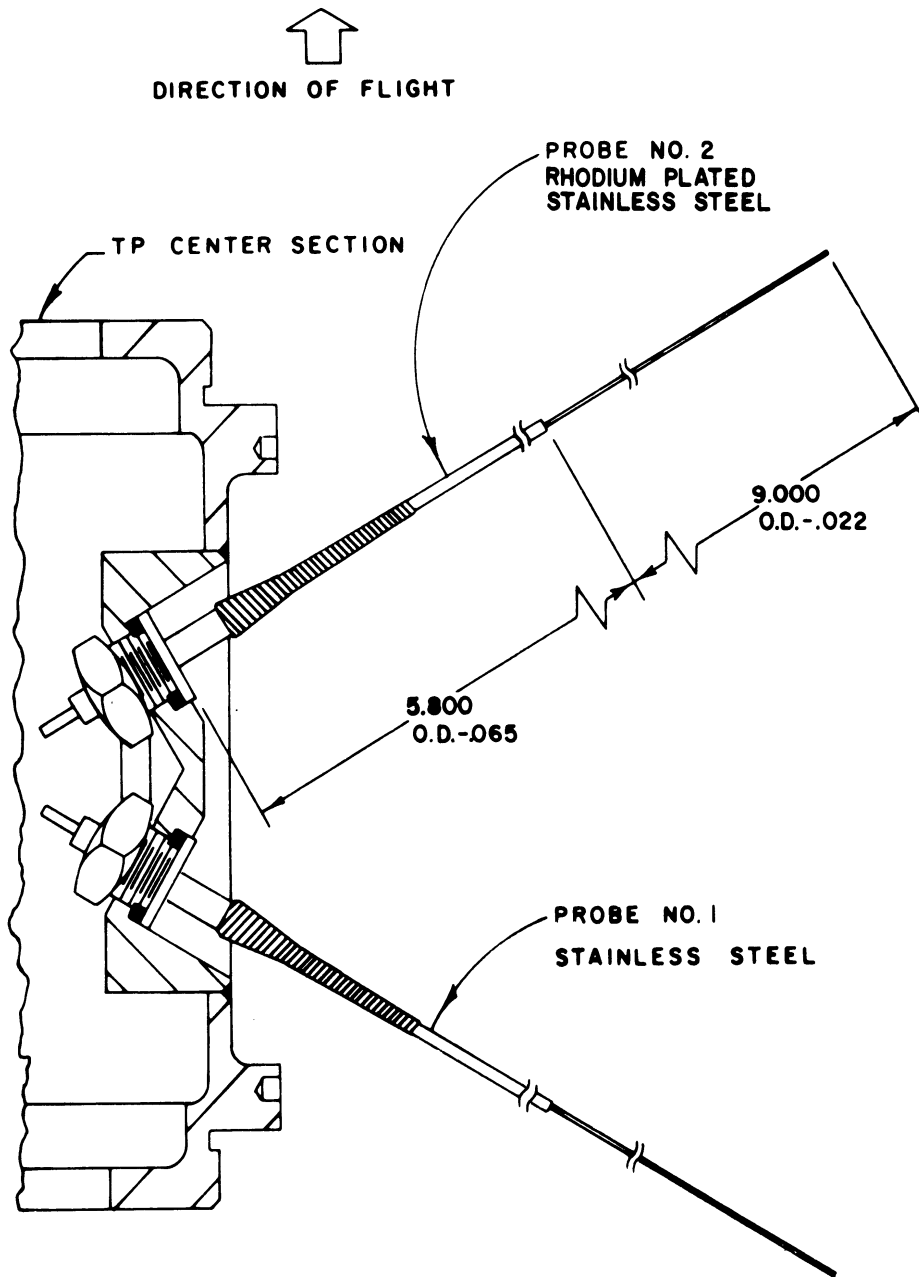 DIRECTION OF FLIGHT
PROBE NO. 2
RHODIUM PLATED
STAINLESS STEEL
TP CENTER SECTION
9.000
O.D.-.022
5.800
O.D.-.065
PROBE NO. 1
STAINLESS STEEL